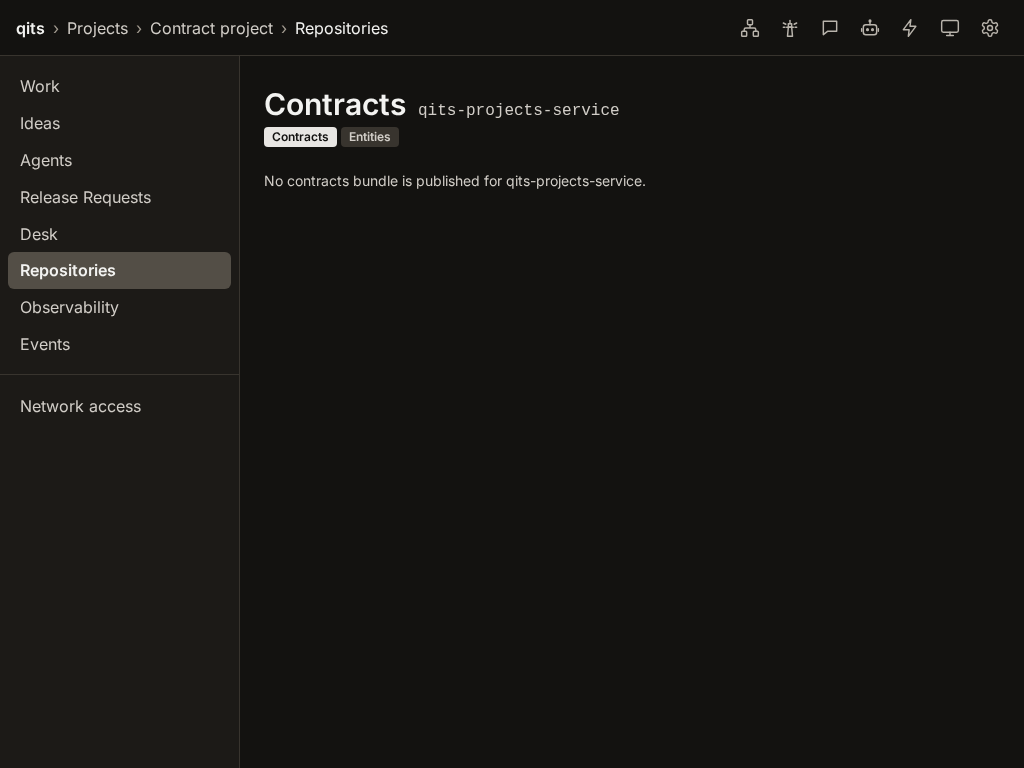 qits › Projects › Contract project › Repositories
Work
Ideas
Agents
Release Requests
Desk
Repositories
Observability
Events
Network access
Contracts qits-projects-service
Contracts Entities
No contracts bundle is published for qits-projects-service.